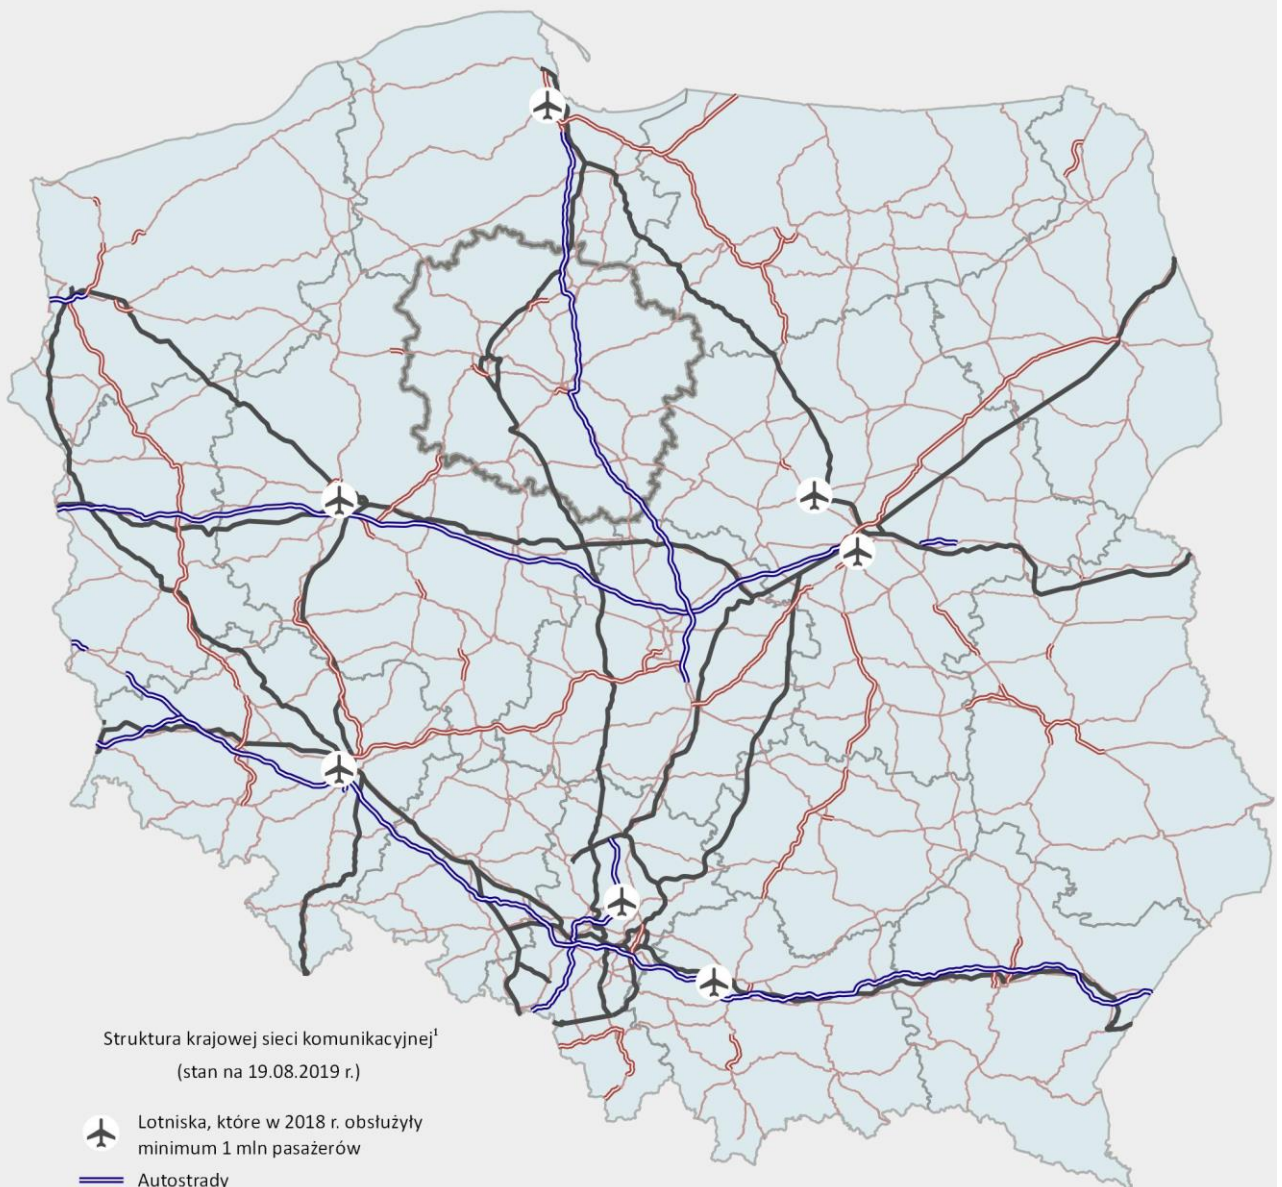 Struktura krajowej sieci komunikacyjnej¹
(stan na 19.08.2019 r.)
Lotniska, które w 2018 r. obsłużyły
minimum 1 mln pasażerów
Autostrady